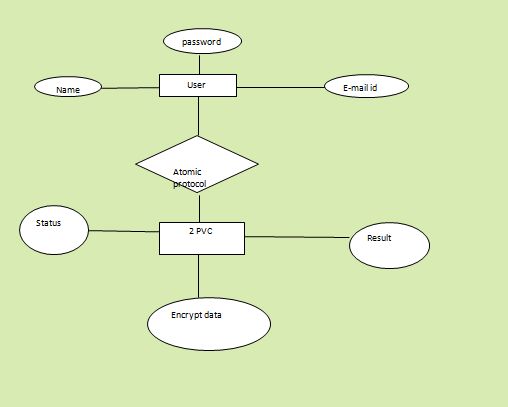 password
Name
User
E-mail id
Atomic
protocol
Status
2 PVC
Result
Encrypt data